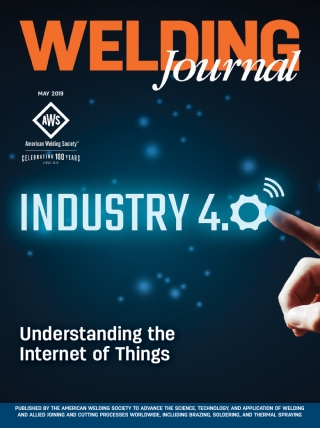 WELDING
Journal
MAY 2019
AWS
American Welding Society®
CELEBRATING 100 YEARS
INDUSTRY 4.0
Understanding the
Internet of Things
PUBLISHED BY THE AMERICAN WELDING SOCIETY TO ADVANCE THE SCIENCE, TECHNOLOGY, AND APPLICATION OF WELDING
AND ALLIED JOINING AND CUTTING PROCESSES WORLDWIDE, INCLUDING BRAZING, SOLDERING, AND THERMAL SPRAYING